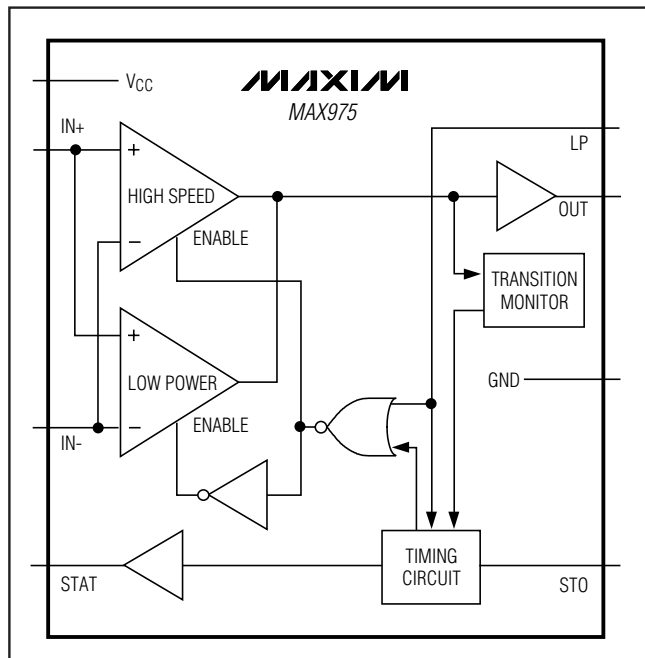 VCC
MAXIM
MAX975
IN+
LP
+
HIGH SPEED
OUT
ENABLE
−
TRANSITION
MONITOR
+
LOW POWER
GND
ENABLE
−
IN-
TIMING
CIRCUIT
STAT
STO